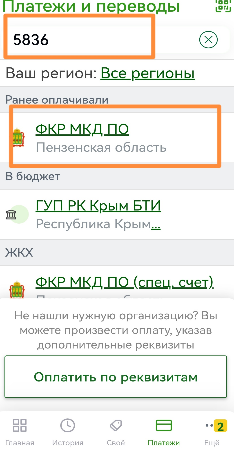 Платежи и переводы
5836
Ваш регион: Все регионы
Ранее оплачивали
ФКР МКД ПО
Пензенская область
В бюджет
ГУП РК Крым БТИ
Республика Крым...
ЖКХ
ФКР МКД ПО (спец. счет)
Не нашли нужную организацию? Вы
можете произвести оплату, указав
дополнительные реквизиты
Оплатить по реквизитам
Главная История Своё Платежи Ещё 2